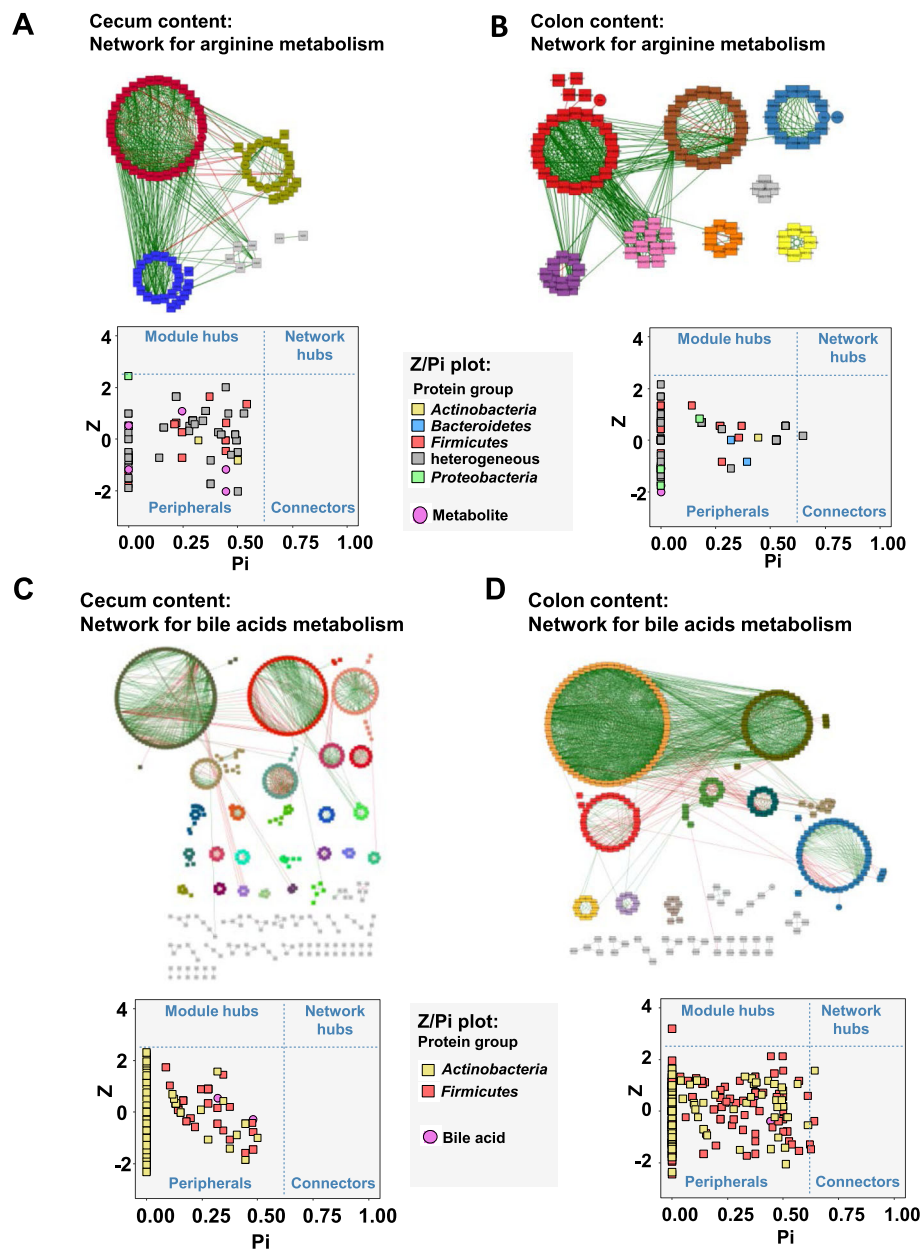 A
Cecum content:
Network for arginine metabolism
B
Colon content:
Network for arginine metabolism
4
2
0
-2
Z
Module hubs
Network
hubs
Peripherals
Connectors
0.00 0.25 0.50 0.75 1.00
Pi
Z/Pi plot:
Protein group
Actinobacteria
Bacteroidetes
Firmicutes
heterogeneous
Proteobacteria
Metabolite
4
2
0
-2
Z
Module hubs
Network
hubs
Peripherals
Connectors
0.00 0.25 0.50 0.75 1.00
Pi
C
Cecum content:
Network for bile acids metabolism
D
Colon content:
Network for bile acids metabolism
4
2
0
-2
Z
Module hubs
Network
hubs
Peripherals
Connectors
0.00 0.25 0.50 0.75 1.00
Pi
Z/Pi plot:
Protein group
Actinobacteria
Firmicutes
Bile acid
4
2
0
-2
Z
Module hubs
Network
hubs
Peripherals
Connectors
0.00 0.25 0.50 0.75 1.00
Pi